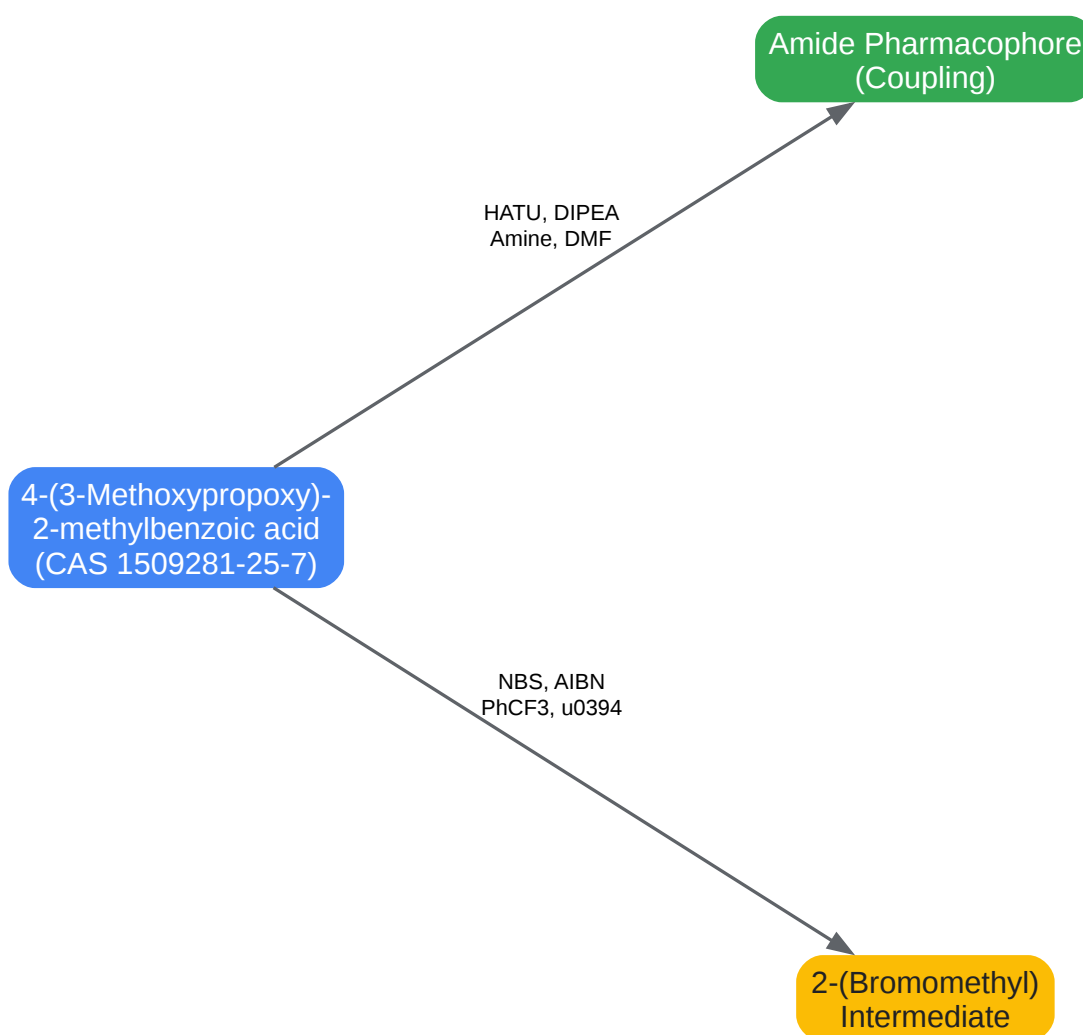 Amide Pharmacophore
(Coupling)
HATU, DIPEA
Amine, DMF
4-(3-Methoxypropoxy)-
2-methylbenzoic acid
(CAS 1509281-25-7)
NBS, AIBN
PhCF3, u0394
2-(Bromomethyl)
Intermediate